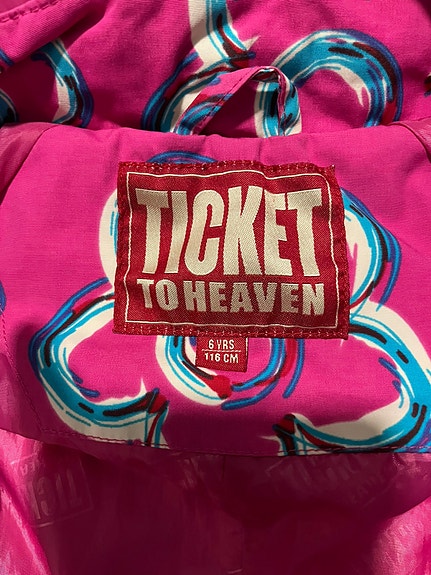 TICKET
TO HEAVEN
6 YRS
116 CM